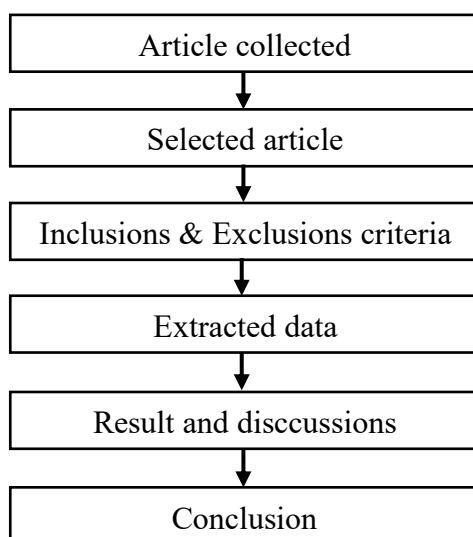 Article collected
Selected article
Inclusions & Exclusions criteria
Extracted data
Result and disccussions
Conclusion